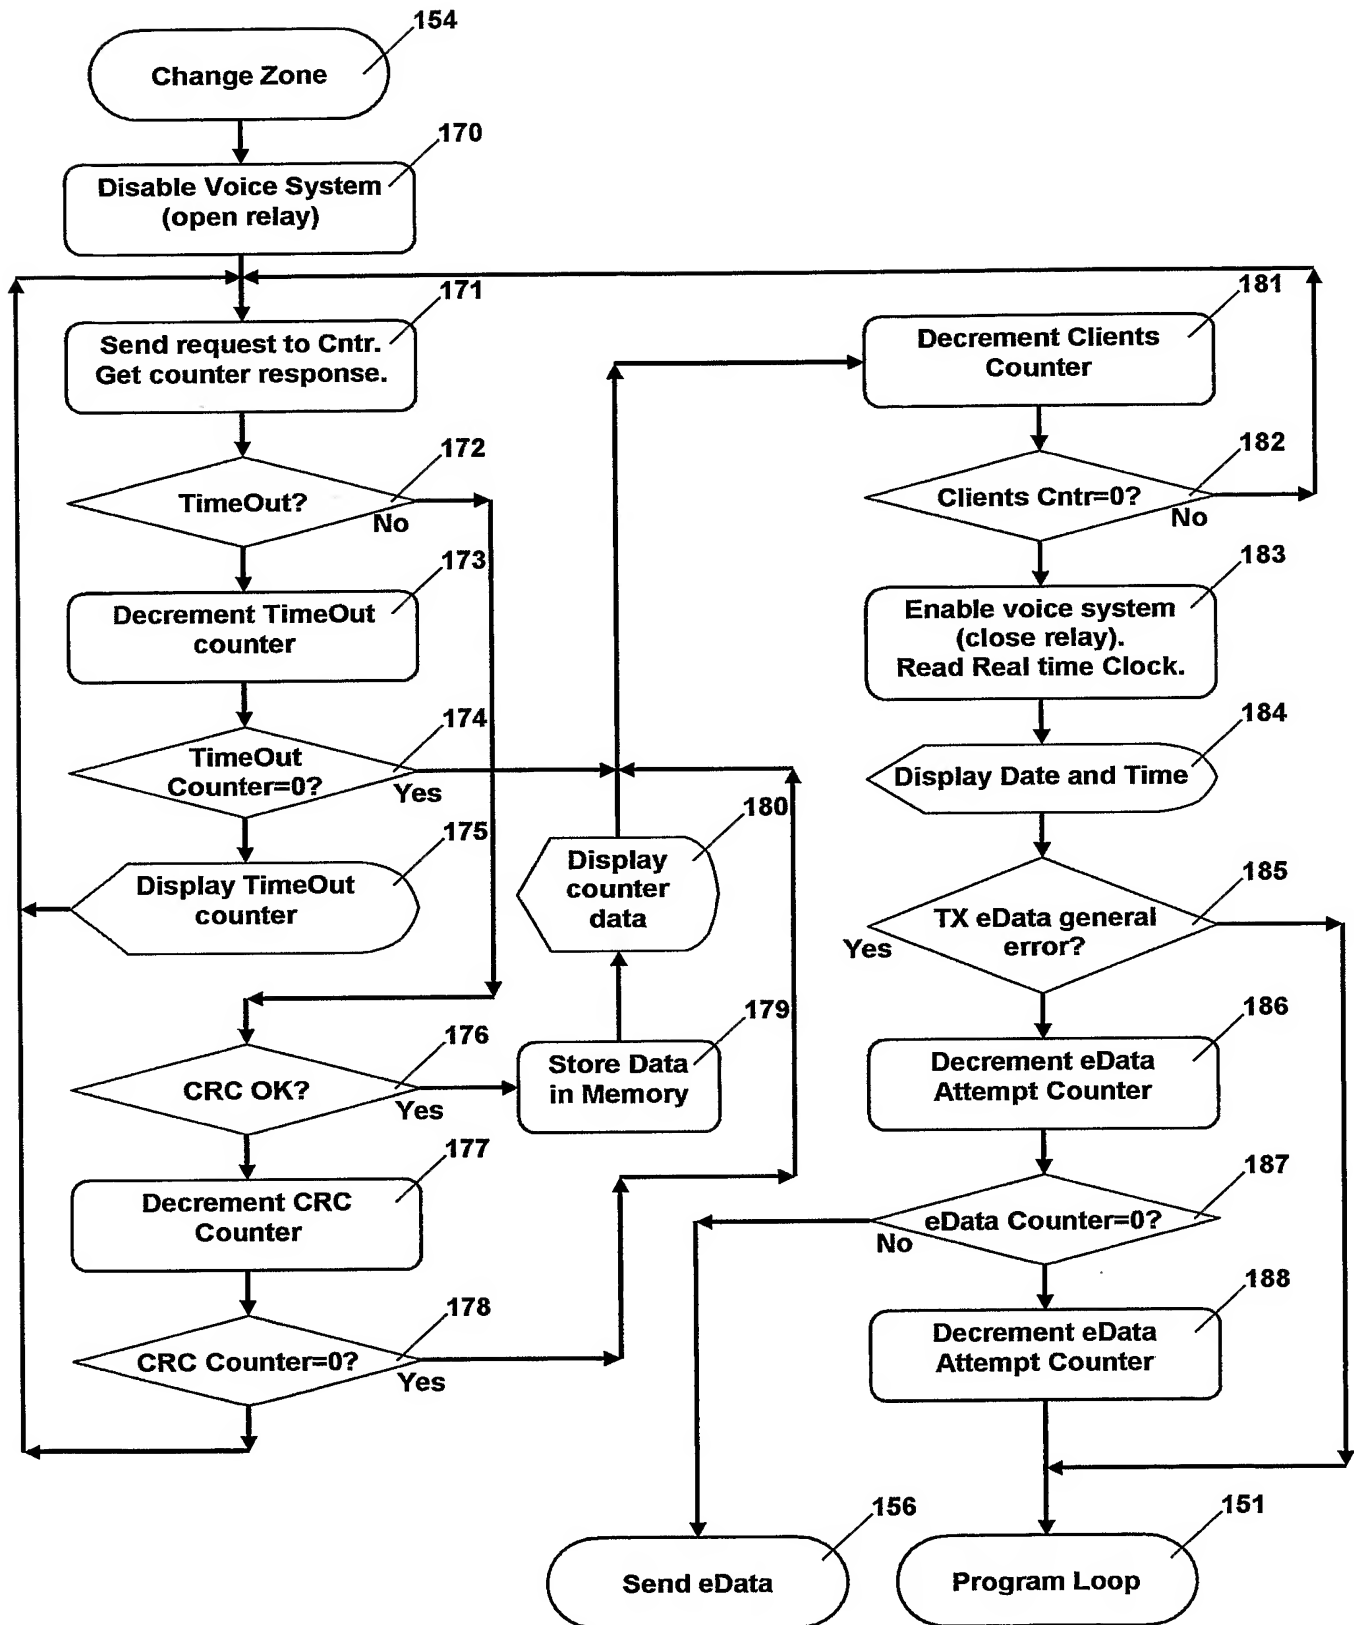 154
Change Zone
170
Disable Voice System
(open relay)
171
Send request to Cntr.
Get counter response.
172
TimeOut?
No
173
Decrement TimeOut
counter
174
TimeOut
Counter=0?
Yes
175
Display TimeOut
counter
176
CRC OK?
Yes
177
Decrement CRC
Counter
178
CRC Counter=0?
Yes
179
Store Data
in Memory
180
Display
counter
data
181
Decrement Clients
Counter
182
Clients Cntr=0?
No
183
Enable voice system
(close relay).
Read Real time Clock.
184
Display Date and Time
185
TX eData general
error?
Yes
186
Decrement eData
Attempt Counter
187
eData Counter=0?
No
188
Decrement eData
Attempt Counter
156
Send eData
151
Program Loop